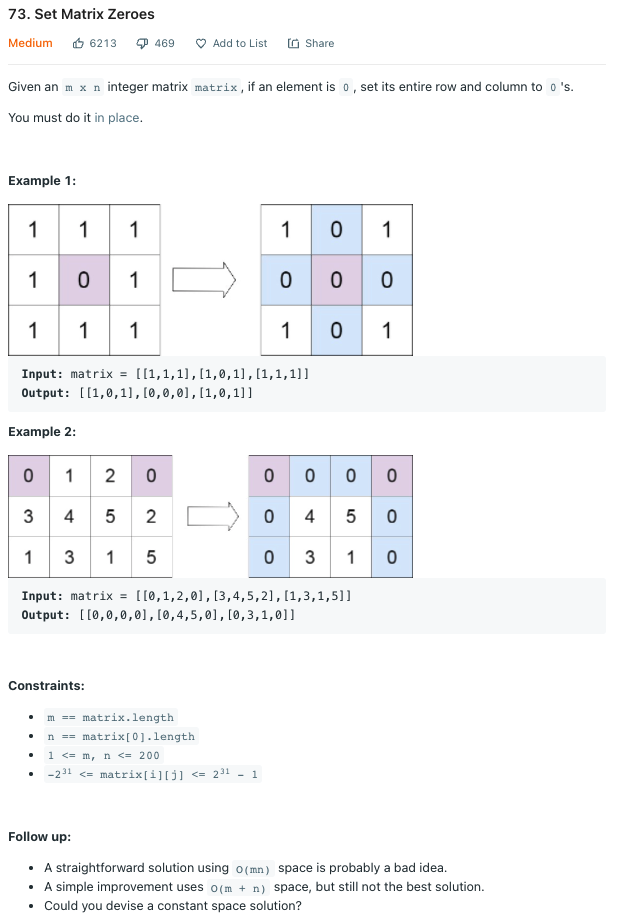 73. Set Matrix Zeroes
Medium 6213 469 Add to List Share
Given an m x n integer matrix matrix, if an element is 0, set its entire row and column to 0's.
You must do it in place.
Example 1:
1 1 1 1 0 1
1 0 1 0 0 0
1 1 1 1 0 1
Input: matrix = [[1,1,1],[1,0,1],[1,1,1]]
Output: [[1,0,1],[0,0,0],[1,0,1]]
Example 2:
0 1 2 0 0 0 0 0
3 4 5 2 0 4 5 0
1 3 1 5 0 3 1 0
Input: matrix = [[0,1,2,0],[3,4,5,2],[1,3,1,5]]
Output: [[0,0,0,0],[0,4,5,0],[0,3,1,0]]
Constraints:
• m == matrix.length
• n == matrix[0].length
• 1 <= m, n <= 200
• -2³¹ <= matrix[i][j] <= 2³¹ - 1
Follow up:
• A straightforward solution using O(mn) space is probably a bad idea.
• A simple improvement uses O(m + n) space, but still not the best solution.
• Could you devise a constant space solution?